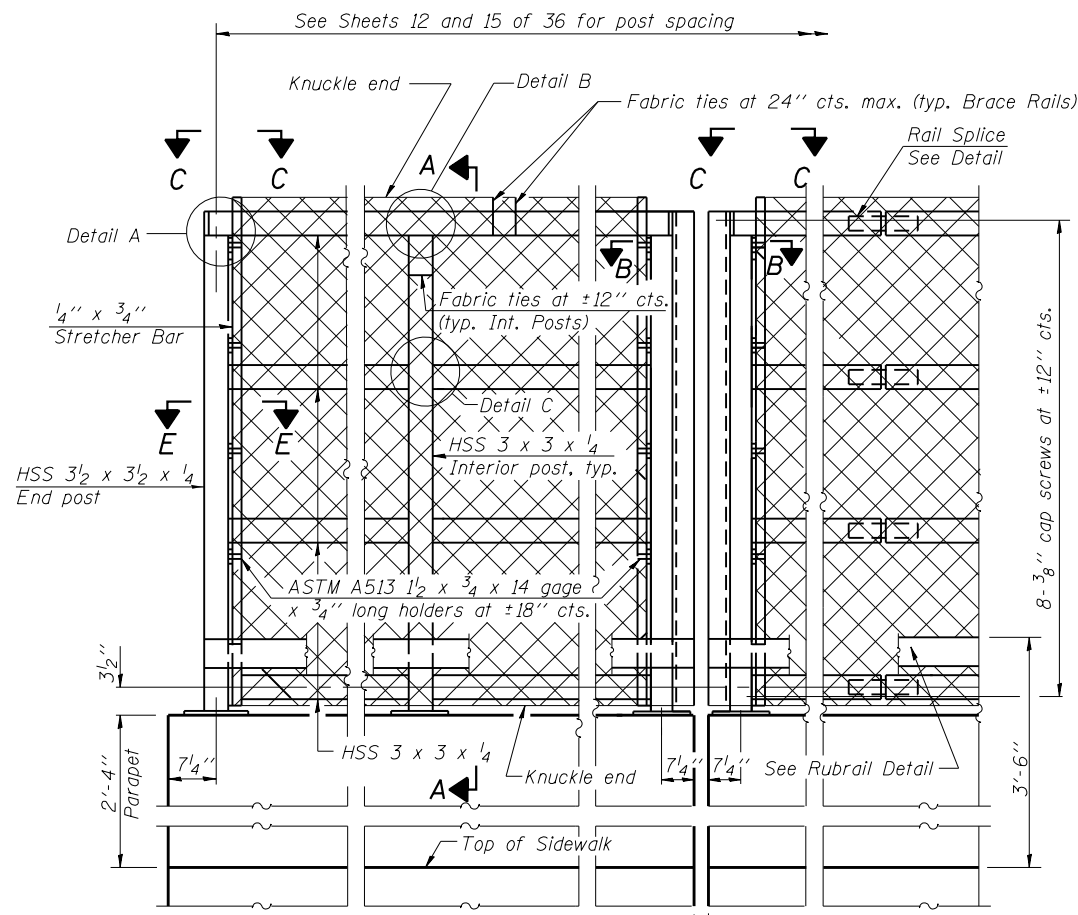 See Sheets 12 and 15 of 36 for post spacing
Knuckle end
Detail B
Fabric ties at 24" cts. max. (typ. Brace Rails)
Rail Splice
See Detail
C
C
A
C
C
Detail A
B
B
Fabric ties at ±12" cts.
(typ. Int. Posts)
1/4" x 3/4"
Stretcher Bar
Detail C
E
E
HSS 3 x 3 x 1/4
Interior post, typ.
HSS 3 1/2 x 3 1/2 x 1/4
End post
8-3/8" cap screws at ±12" cts.
ASTM A513 1 1/2 x 3/4 x 14 gage
x 3/4" long holders at ±18" cts.
3 1/2"
HSS 3 x 3 x 1/4
Knuckle end
7 1/4"
7 1/4"
7 1/4"
See Rubrail Detail
2'-4"
Parapet
3'-6"
A
Top of Sidewalk